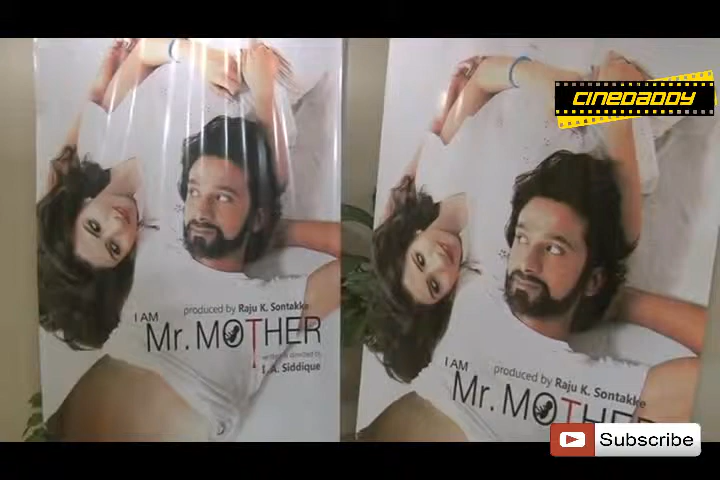 CINEDADDY
I AM
produced by Raju K. Sontakke
Mr. MOTHER
written & directed by
I. A. Siddique
I AM
produced by Raju K. Sontakke
Mr. MOTHER
Subscribe